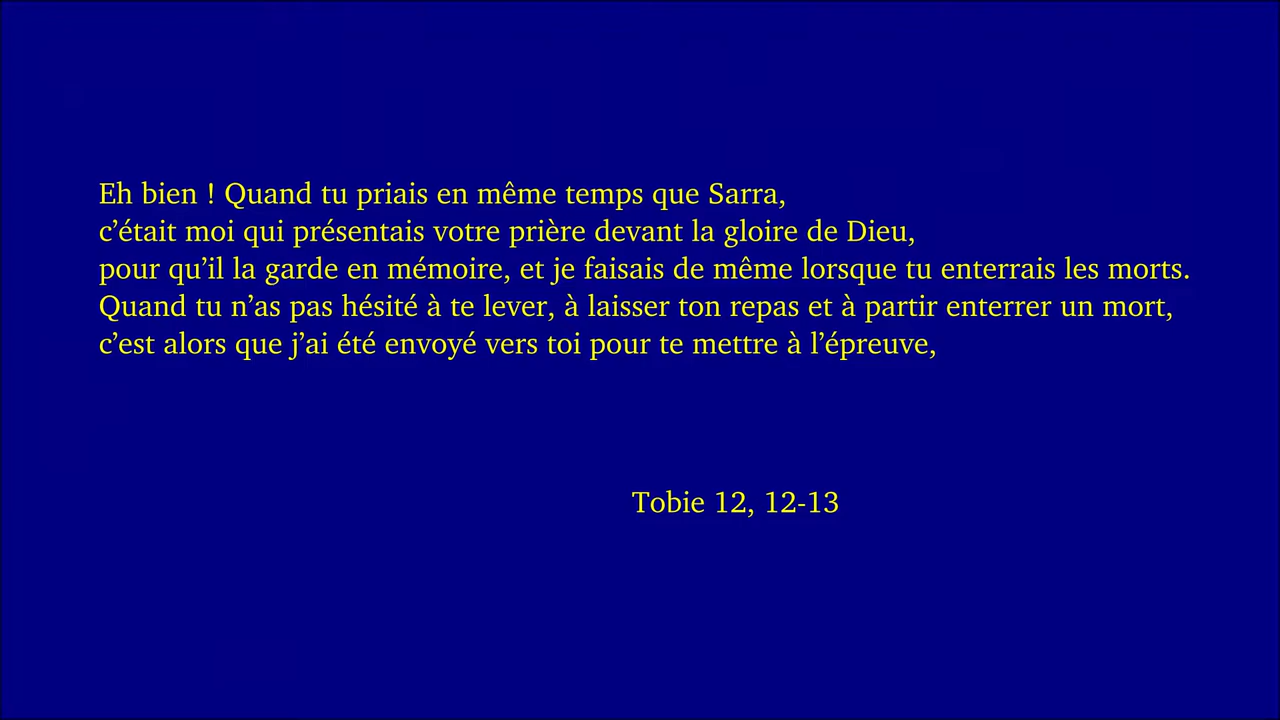 Eh bien ! Quand tu priais en même temps que Sarra,
c’était moi qui présentais votre prière devant la gloire de Dieu,
pour qu’il la garde en mémoire, et je faisais de même lorsque tu enterrais les morts.
Quand tu n’as pas hésité à te lever, à laisser ton repas et à partir enterrer un mort,
c’est alors que j’ai été envoyé vers toi pour te mettre à l’épreuve,
Tobie 12, 12-13